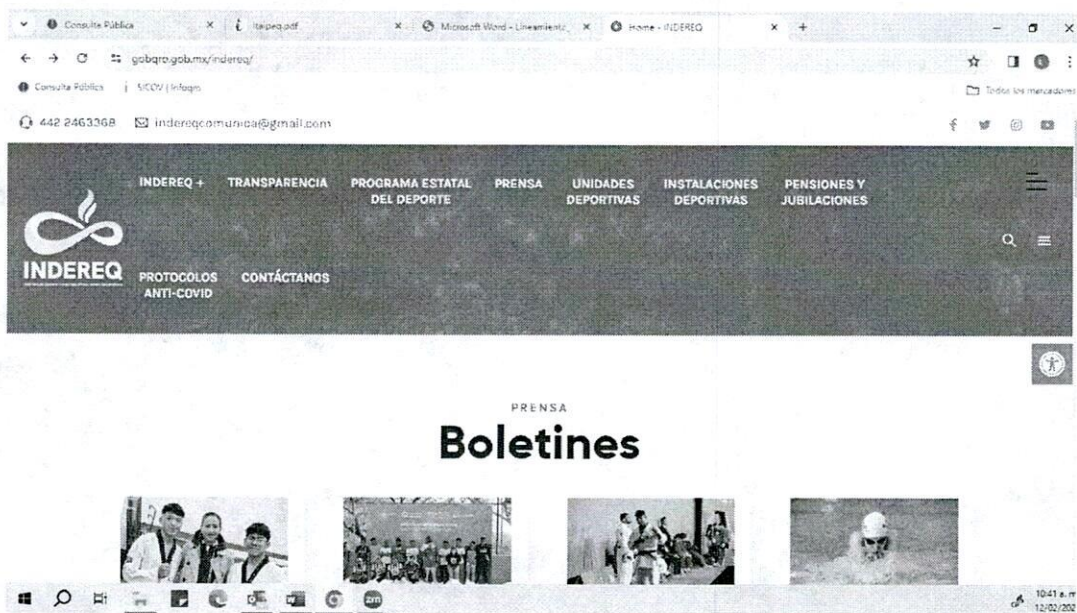 Consulta Pública
Itaipeq.pdf
Microsoft Word - Lineamiento
Home - INDEREQ
gobqro.gob.mx/indereq/
Consulta Pública
SICOV | Infoqro
Todos los marcadores
442 2463368
indereqcomunica@gmail.com
INDEREQ +
TRANSPARENCIA
PROGRAMA ESTATAL
DEL DEPORTE
PRENSA
UNIDADES
DEPORTIVAS
INSTALACIONES
DEPORTIVAS
PENSIONES Y
JUBILACIONES
INDEREQ
PROTOCOLOS
ANTI-COVID
CONTÁCTANOS
PRENSA
Boletines
zm
10:41 a. m
12/02/202